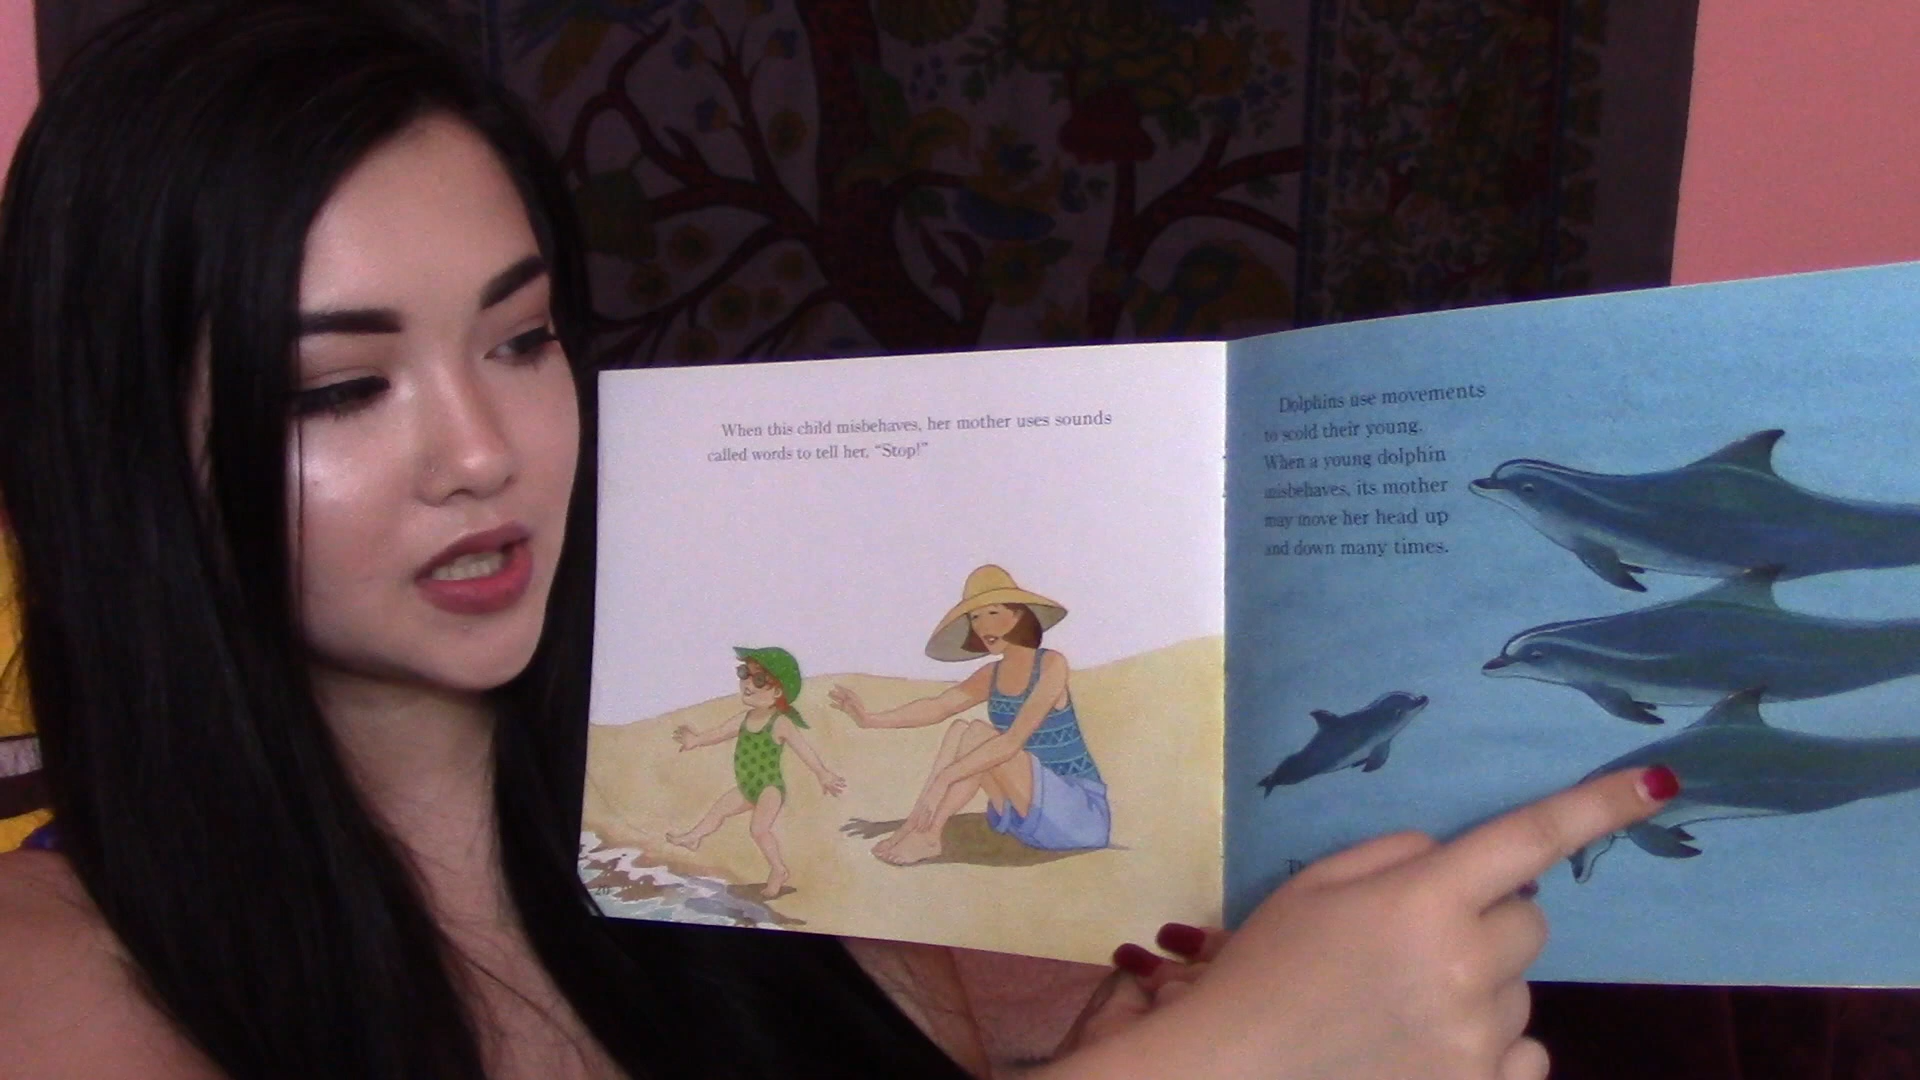 When this child misbehaves, her mother uses sounds
called words to tell her, “Stop!”
20
Dolphins use movements
to scold their young.
When a young dolphin
misbehaves, its mother
may move her head up
and down many times.